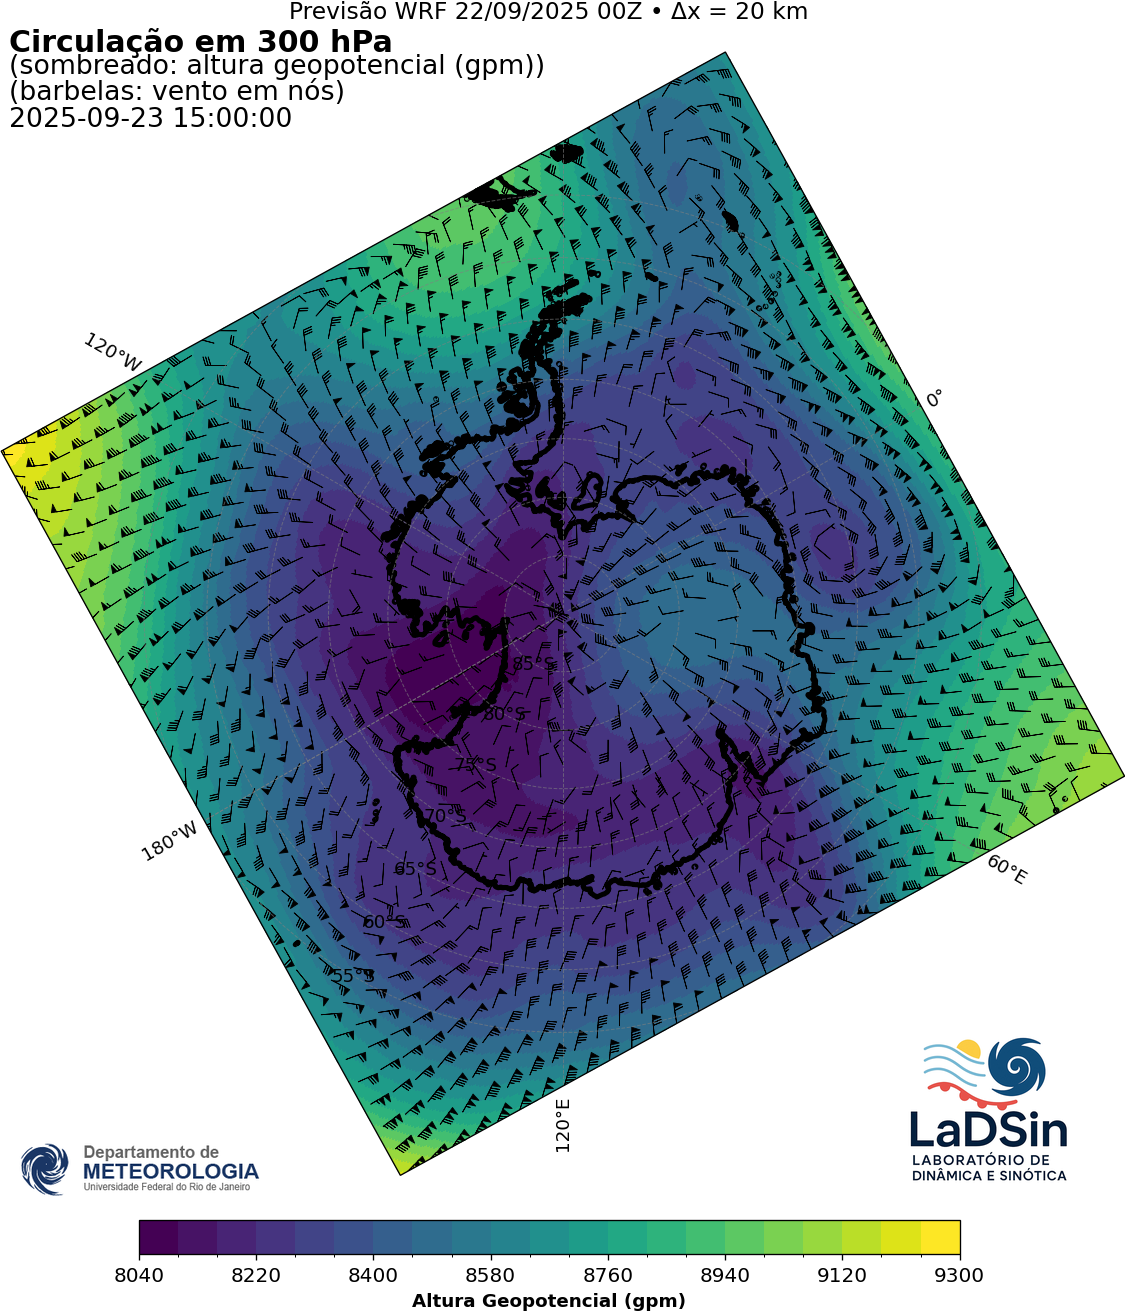 Previsão WRF 22/09/2025 00Z • Δx = 20 km
Circulação em 300 hPa
(sombreado: altura geopotencial (gpm))
(barbelas: vento em nós)
2025-09-23 15:00:00
120°W
0°
85°S
80°S
75°S
70°S
180°W
65°S
60°E
60°S
55°S
120°E
LaDSin
LABORATÓRIO DE
DINÂMICA E SINÓTICA
Departamento de
METEOROLOGIA
Universidade Federal do Rio de Janeiro
8040 8220 8400 8580 8760 8940 9120 9300
Altura Geopotencial (gpm)